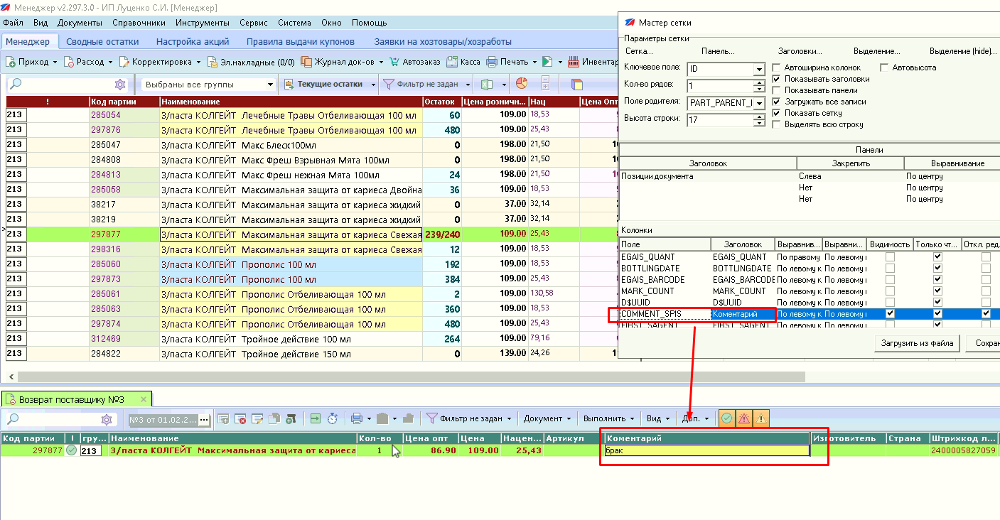 Менеджер v2.297.3.0 - ИП Луценко С.И. [Менеджер]
Файл Вид Документы Справочники Инструменты Сервис Система Окно Помощь
Менеджер Сводные остатки Настройка акций Правила выдачи купонов Заявки на хозтовары/хозработы
Приход Расход Корректировка Эл.накладные (0/0) Журнал док-ов Автозаказ Касса Печать Инвентар
Выбраны все группы Текущие остатки Фильтр не задан
! Код партии Наименование Остаток Цена розничн... Нац Цена Опт
213 285054 З/паста КОЛГЕЙТ Лечебные Травы Отбеливающая 100 мл 60 109.00 18,53
213 297876 З/паста КОЛГЕЙТ Лечебные Травы Отбеливающая 100 мл 480 109.00 25,43
213 285047 З/паста КОЛГЕЙТ Макс Блеск100мл 0 198.00 21,50 1
213 284808 З/паста КОЛГЕЙТ Макс Фреш Взрывная Мята 100мл 0 198.00 21,50 1
213 284813 З/паста КОЛГЕЙТ Макс Фреш нежная Мята 100мл 24 198.00 21,50 1
213 285058 З/паста КОЛГЕЙТ Максимальная защита от кариеса Двойна 36 109.00 18,53
213 38217 З/паста КОЛГЕЙТ Максимальная защита от кариеса жидкий 0 37.00 32,14
213 38219 З/паста КОЛГЕЙТ Максимальная защита от кариеса жидкий 0 37.00 32,14
> 213 297877 З/паста КОЛГЕЙТ Максимальная защита от кариеса Свежая 239/240 109.00 25,43
213 298316 З/паста КОЛГЕЙТ Максимальная защита от кариеса Свежая 12 109.00 18,53
213 285060 З/паста КОЛГЕЙТ Прополис 100 мл 192 109.00 18,53
213 297873 З/паста КОЛГЕЙТ Прополис 100 мл 384 109.00 25,43
213 285061 З/паста КОЛГЕЙТ Прополис Отбеливающая 100 мл 2 109.00 130,58
213 285063 З/паста КОЛГЕЙТ Прополис Отбеливающая 100 мл 360 109.00 18,53
213 297874 З/паста КОЛГЕЙТ Прополис Отбеливающая 100 мл 480 109.00 25,43
213 312469 З/паста КОЛГЕЙТ Тройное действие 100 мл 264 109.00 79,16
213 284822 З/паста КОЛГЕЙТ Тройное действие 150 мл 0 139.00 24,26 1
Мастер сетки
Параметры сетки
Сетка... Панель... Заголовки... Выделение... Выделение (hide)...
Ключевое поле: ID Автоширина колонок Автовысота
Показывать заголовки
Кол-во рядов: 1 Показывать панели
Поле родителя: PART_PARENT_I Загружать все записи
Показать сетку
Высота строки: 17 Выделять всю строку
Панели
Заголовок Закрепить Выравнивание
Позиции документа Слева По центру
Нет По центру
Нет По центру
Колонки
Поле Заголовок Выравнив... Выравни... Видимость Только чт... Откл. ред.
EGAIS_QUANT EGAIS_QUANT По правому По левому
BOTTLINGDATE BOTTLINGDATE По левому к По левому
EGAIS_BARCODE EGAIS_BARCODE По левому к По левому
MARK_COUNT MARK_COUNT По левому к По левому
D$UUID D$UUID По левому к По левому
COMMENT_SPIS Коментарий По левому к По левому
FIRST_SAGENT FIRST_SAGENT По левому к По левому
Загрузить из файла Сохран
Возврат поставщику №3
№3 от 01.02.2... Фильтр не задан Документ Выполнить Вид Доп.
Код партии ! гру... Наименование Кол-во Цена опт Цена Нацен... Артикул Коментарий Изготовитель Страна Штрихкод л...
297877 213 З/паста КОЛГЕЙТ Максимальная защита от кариеса 1 86.90 109.00 25,43 брак 2400005827059